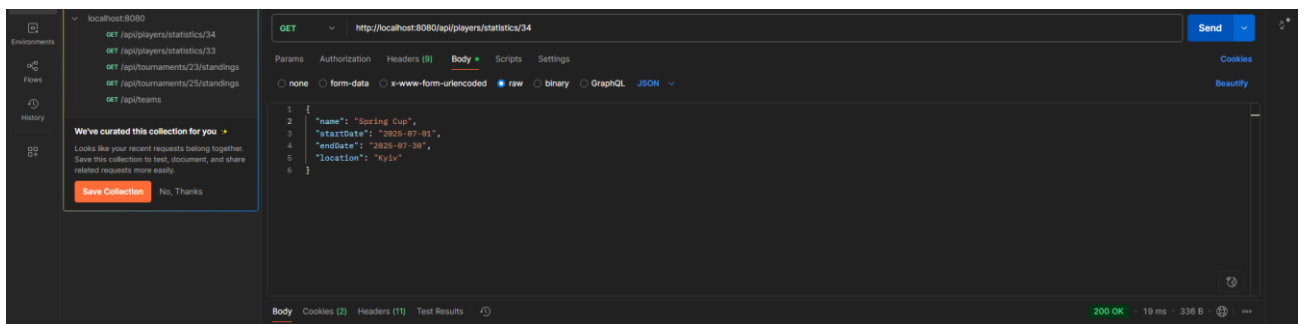 Environments
Flows
History
localhost:8080
GET /api/players/statistics/34
GET /api/players/statistics/33
GET /api/tournaments/23/standings
GET /api/tournaments/25/standings
GET /api/teams
We've curated this collection for you
Looks like your recent requests belong together.
Save this collection to test, document, and share
related requests more easily.
Save Collection No, Thanks
GET http://localhost:8080/api/players/statistics/34 Send
Params Authorization Headers (9) Body Scripts Settings Cookies
none form-data x-www-form-urlencoded raw binary GraphQL JSON Beautify
1 {
2 "name": "Spring Cup",
3 "startDate": "2025-07-01",
4 "endDate": "2025-07-30",
5 "location": "Kyiv"
6 }
Body Cookies (2) Headers (11) Test Results 200 OK 19 ms 336 B